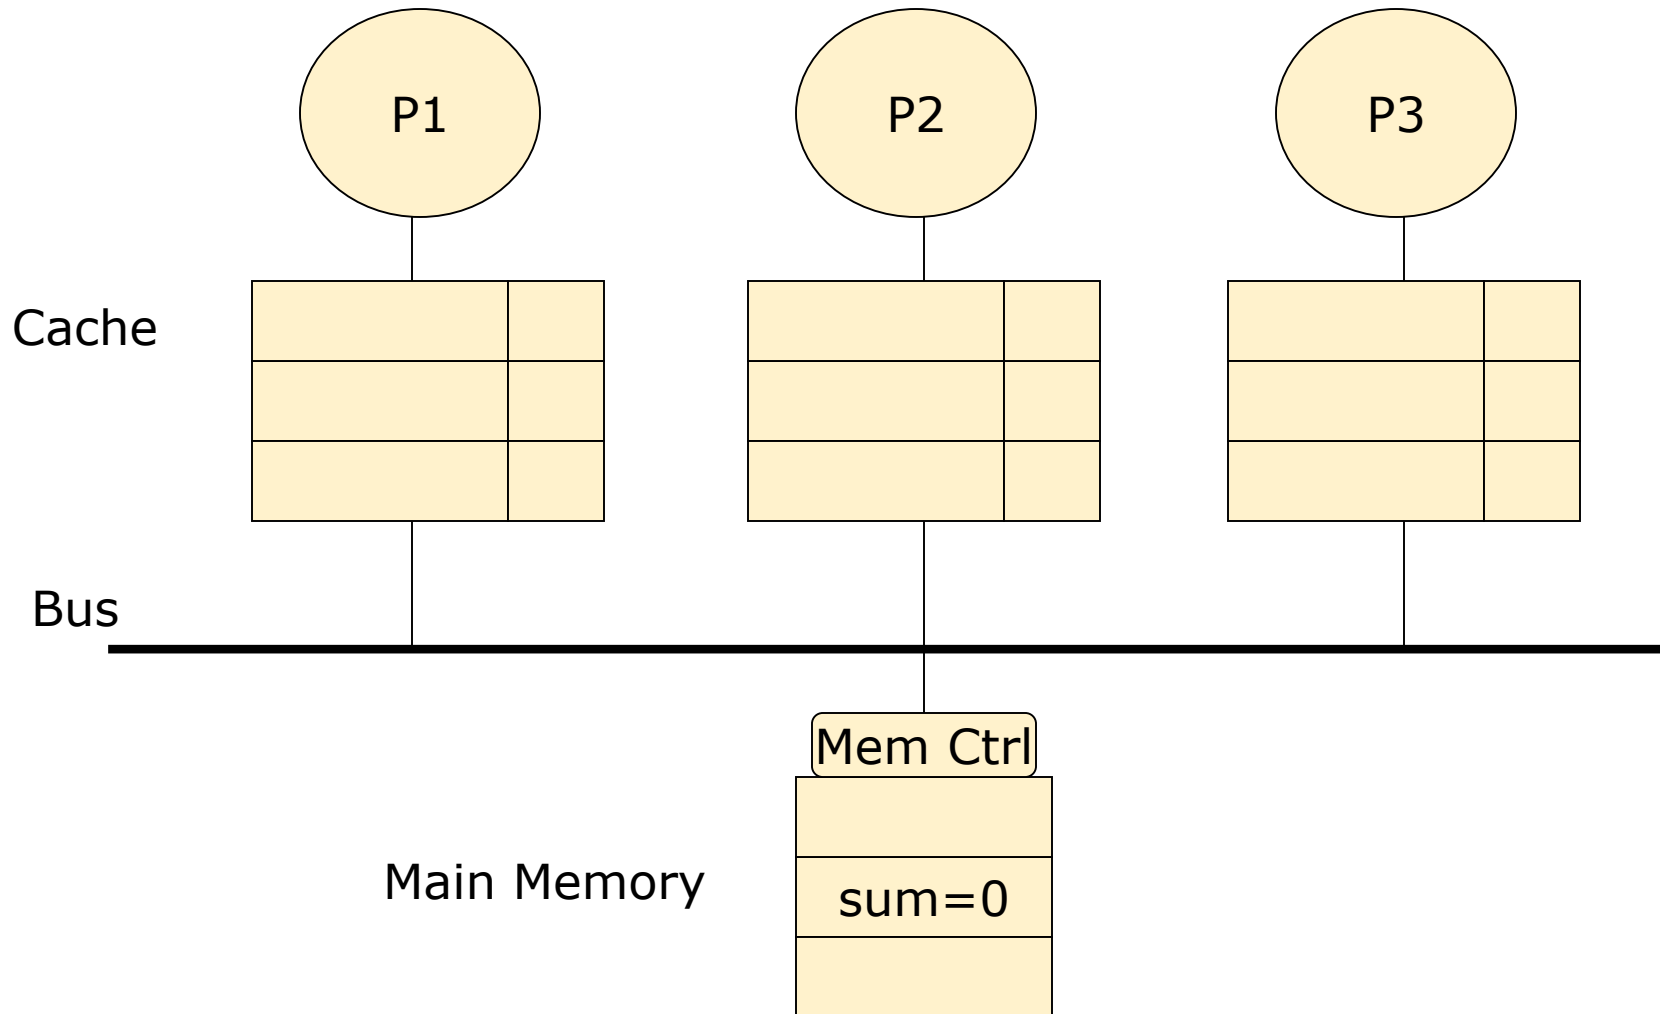 P1
P2
P3
Cache
Bus
Mem Ctrl
Main Memory
sum=0